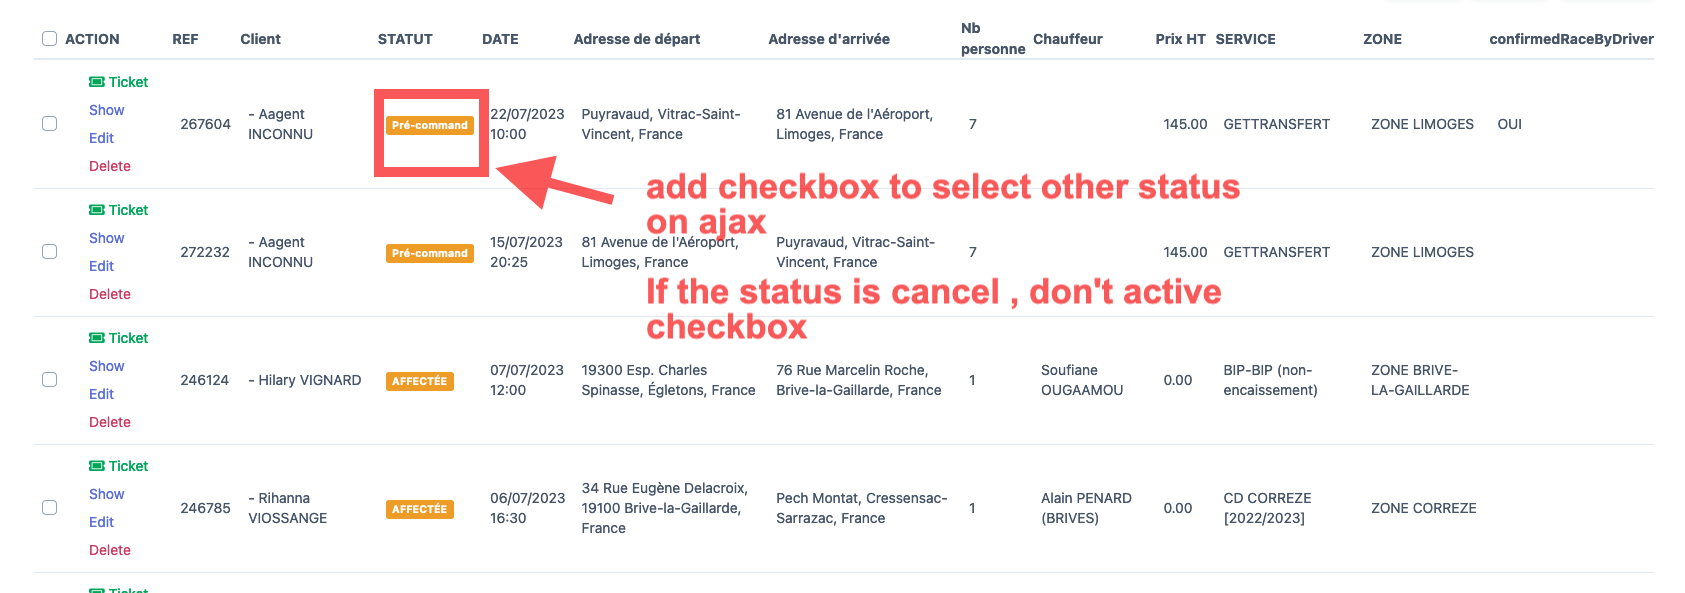 ACTION REF Client STATUT DATE Adresse de départ Adresse d'arrivée Nb personne Chauffeur Prix HT SERVICE ZONE confirmedRaceByDriver
Ticket
Show
Edit
Delete
267604
- Aagent
INCONNU
Pré-command
22/07/2023
10:00
Puyravaud, Vitrac-Saint-
Vincent, France
81 Avenue de l'Aéroport,
Limoges, France
7
145.00
GETTRANSFERT
ZONE LIMOGES
OUI
add checkbox to select other status
on ajax
Ticket
Show
Edit
Delete
272232
- Aagent
INCONNU
Pré-command
15/07/2023
20:25
81 Avenue de l'Aéroport,
Limoges, France
Puyravaud, Vitrac-Saint-
Vincent, France
7
145.00
GETTRANSFERT
ZONE LIMOGES
If the status is cancel , don't active
checkbox
Ticket
Show
Edit
Delete
246124
- Hilary VIGNARD
AFFECTÉE
07/07/2023
12:00
19300 Esp. Charles
Spinasse, Égletons, France
76 Rue Marcelin Roche,
Brive-la-Gaillarde, France
1
Soufiane
OUGAAMOU
0.00
BIP-BIP (non-
encaissement)
ZONE BRIVE-
LA-GAILLARDE
Ticket
Show
Edit
Delete
246785
- Rihanna
VIOSSANGE
AFFECTÉE
06/07/2023
16:30
34 Rue Eugène Delacroix,
19100 Brive-la-Gaillarde,
France
Pech Montat, Cressensac-
Sarrazac, France
1
Alain PENARD
(BRIVES)
0.00
CD CORREZE
[2022/2023]
ZONE CORREZE
Ticket